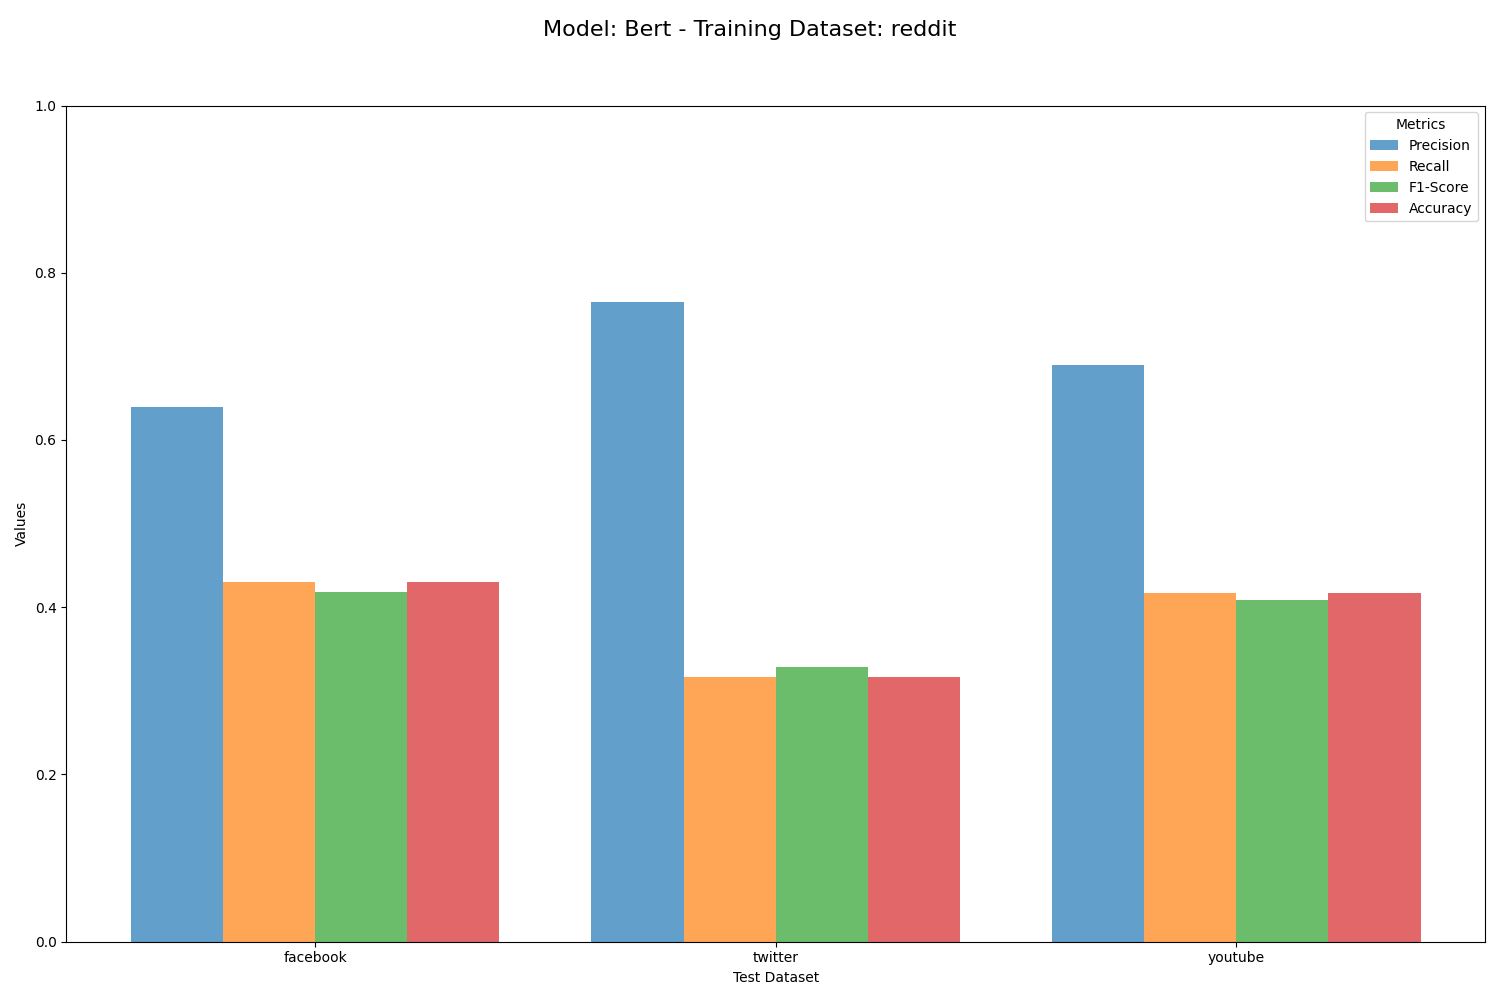 Model: Bert - Training Dataset: reddit
Metrics
Precision
Recall
F1-Score
Accuracy
1.0
0.8
0.6
0.4
0.2
0.0
Values
facebook
twitter
youtube
Test Dataset